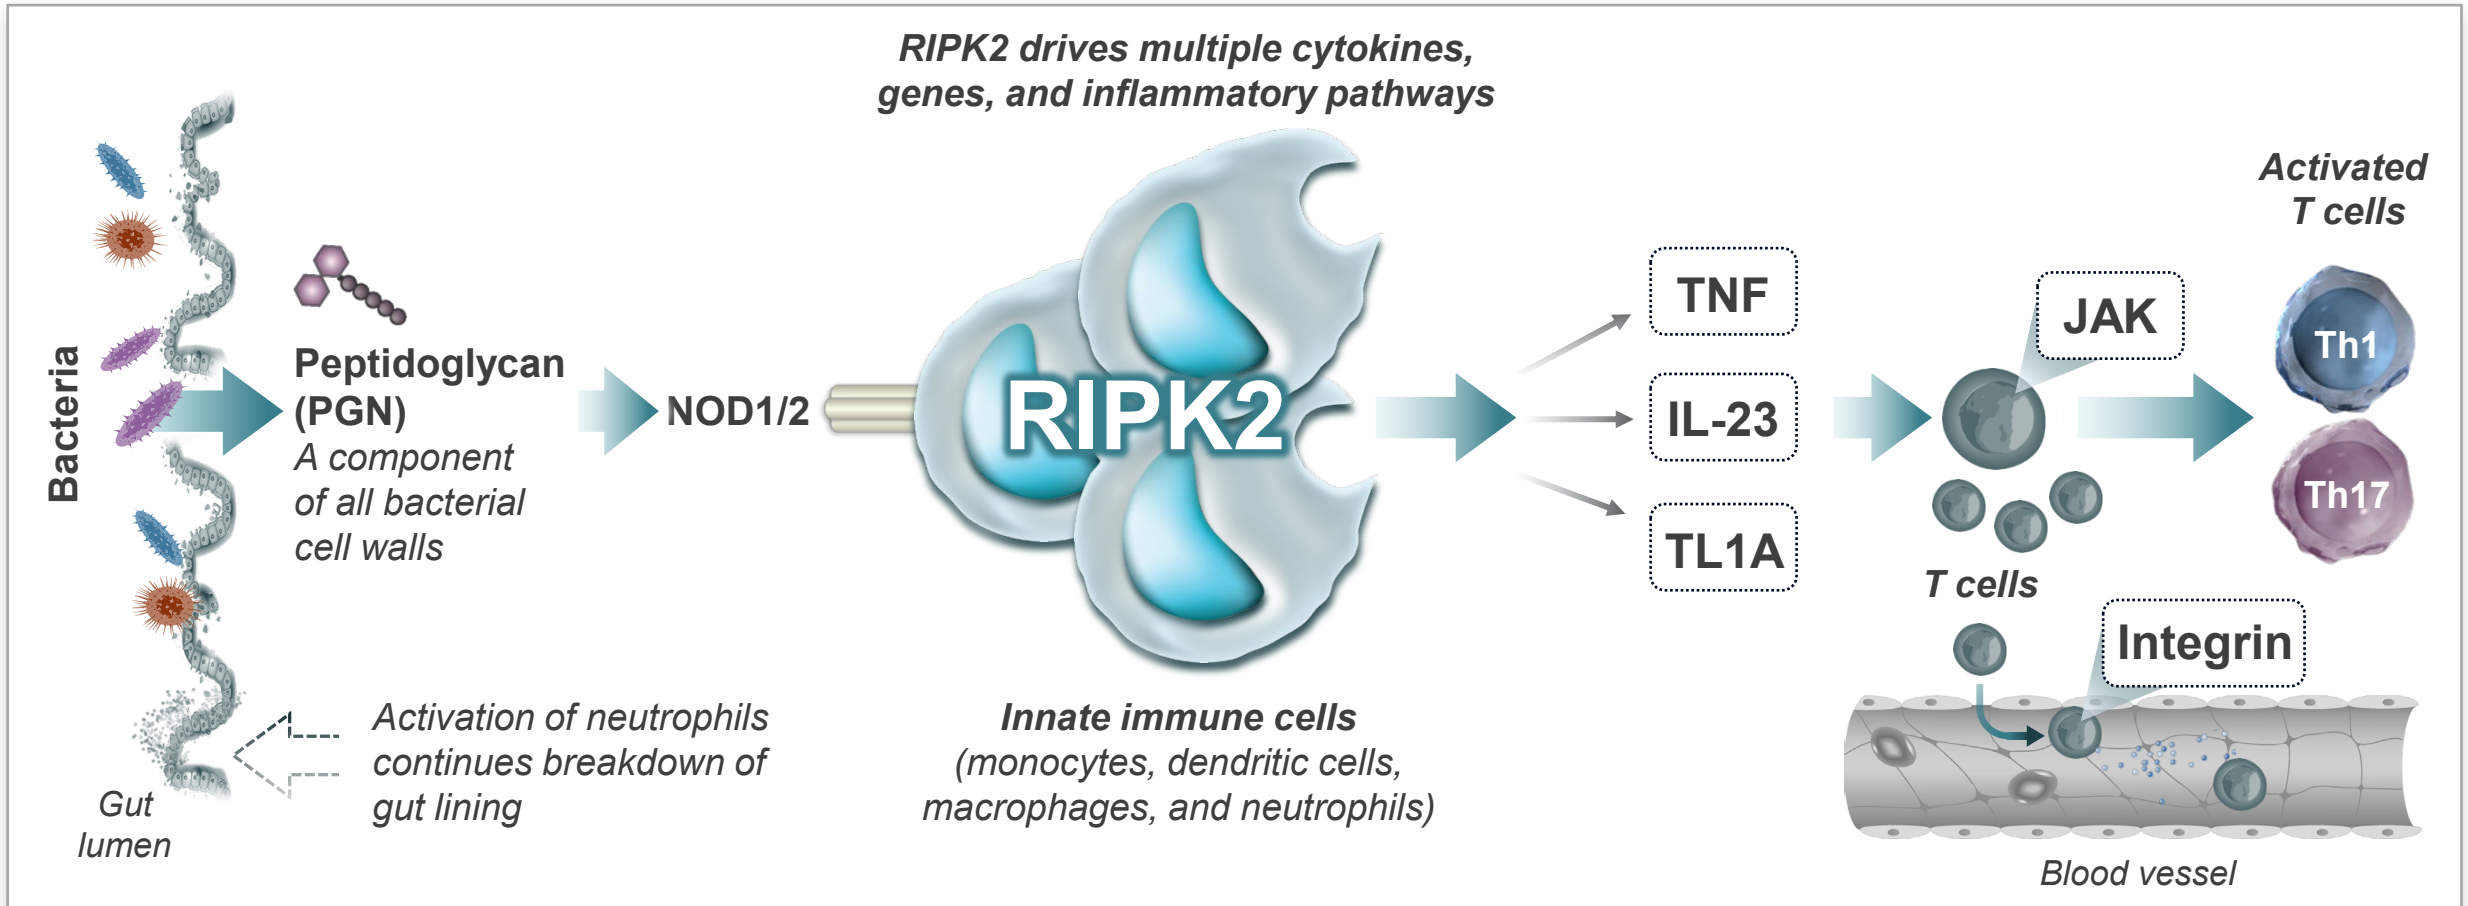 RIPK2 drives multiple cytokines,
genes, and inflammatory pathways
Bacteria
Peptidoglycan
(PGN)
A component
of all bacterial
cell walls
NOD1/2
RIPK2
TNF
IL-23
TL1A
JAK
T cells
Activated
T cells
Th1
Th17
Integrin
Blood vessel
Innate immune cells
(monocytes, dendritic cells,
macrophages, and neutrophils)
Activation of neutrophils
continues breakdown of
gut lining
Gut
lumen